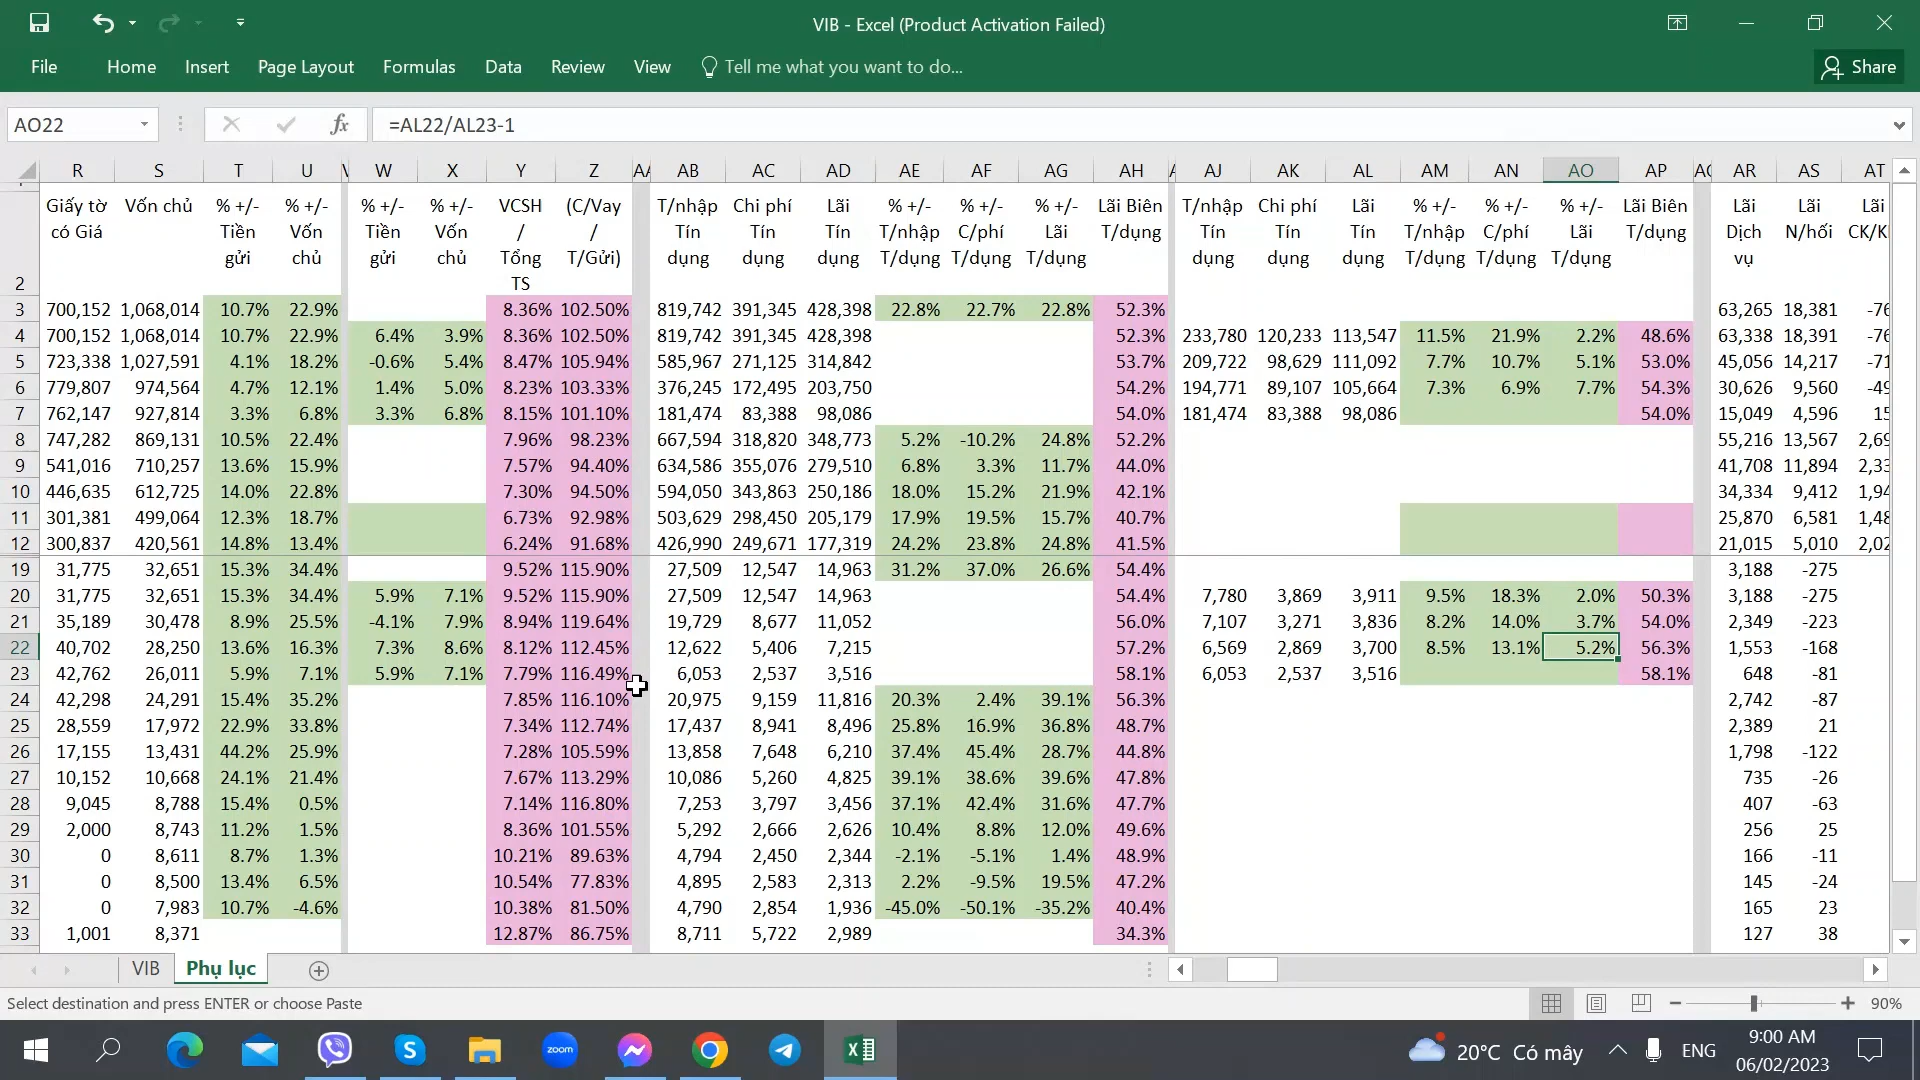 VIB - Excel (Product Activation Failed)
File Home Insert Page Layout Formulas Data Review View Tell me what you want to do... Share
AO22 fx =AL22/AL23-1
R S T U W X Y Z AA AB AC AD AE AF AG AH AJ AK AL AM AN AO AP AR AS AT
2 Giấy tờ có Giá Vốn chủ % +/- Tiền gửi % +/- Vốn chủ % +/- Tiền gửi % +/- Vốn chủ VCSH / Tổng TS (C/Vay / T/Gửi) T/nhập Tín dụng Chi phí Tín dụng Lãi Tín dụng % +/- T/nhập T/dụng % +/- C/phí T/dụng % +/- Lãi T/dụng Lãi Biên T/dụng T/nhập Tín dụng Chi phí Tín dụng Lãi Tín dụng % +/- T/nhập T/dụng % +/- C/phí T/dụng % +/- Lãi T/dụng Lãi Biên T/dụng Lãi Dịch vụ Lãi N/hối Lãi
3 700,152 1,068,014 10.7% 22.9% 8.36% 102.50% 819,742 391,345 428,398 22.8% 22.7% 22.8% 52.3% 63,265 18,381 -76
4 700,152 1,068,014 10.7% 22.9% 6.4% 3.9% 8.36% 102.50% 819,742 391,345 428,398 52.3% 233,780 120,233 113,547 11.5% 21.9% 2.2% 48.6% 63,338 18,391 -76
5 723,338 1,027,591 4.1% 18.2% -0.6% 5.4% 8.47% 105.94% 585,967 271,125 314,842 53.7% 209,722 98,629 111,092 7.7% 10.7% 5.1% 53.0% 45,056 14,217 -71
6 779,807 974,564 4.7% 12.1% 1.4% 5.0% 8.23% 103.33% 376,245 172,495 203,750 54.2% 194,771 89,107 105,664 7.3% 6.9% 7.7% 54.3% 30,626 9,560 -49
7 762,147 927,814 3.3% 6.8% 3.3% 6.8% 8.15% 101.10% 181,474 83,388 98,086 54.0% 181,474 83,388 98,086 54.0% 15,049 4,596 15
8 747,282 869,131 10.5% 22.4% 7.96% 98.23% 667,594 318,820 348,773 5.2% -10.2% 24.8% 52.2% 55,216 13,567 2,69
9 541,016 710,257 13.6% 15.9% 7.57% 94.40% 634,586 355,076 279,510 6.8% 3.3% 11.7% 44.0% 41,708 11,894 2,33
10 446,635 612,725 14.0% 22.8% 7.30% 94.50% 594,050 343,863 250,186 18.0% 15.2% 21.9% 42.1% 34,334 9,412 1,94
11 301,381 499,064 12.3% 18.7% 6.73% 92.98% 503,629 298,450 205,179 17.9% 19.5% 15.7% 40.7% 25,870 6,581 1,48
12 300,837 420,561 14.8% 13.4% 6.24% 91.68% 426,990 249,671 177,319 24.2% 23.8% 24.8% 41.5% 21,015 5,010 2,02
19 31,775 32,651 15.3% 34.4% 9.52% 115.90% 27,509 12,547 14,963 31.2% 37.0% 26.6% 54.4% 3,188 -275
20 31,775 32,651 15.3% 34.4% 5.9% 7.1% 9.52% 115.90% 27,509 12,547 14,963 54.4% 7,780 3,869 3,911 9.5% 18.3% 2.0% 50.3% 3,188 -275
21 35,189 30,478 8.9% 25.5% -4.1% 7.9% 8.94% 119.64% 19,729 8,677 11,052 56.0% 7,107 3,271 3,836 8.2% 14.0% 3.7% 54.0% 2,349 -223
22 40,702 28,250 13.6% 16.3% 7.3% 8.6% 8.12% 112.45% 12,622 5,406 7,215 57.2% 6,569 2,869 3,700 8.5% 13.1% 5.2% 56.3% 1,553 -168
23 42,762 26,011 5.9% 7.1% 5.9% 7.1% 7.79% 116.49% 6,053 2,537 3,516 58.1% 6,053 2,537 3,516 58.1% 648 -81
24 42,298 24,291 15.4% 35.2% 7.85% 116.10% 20,975 9,159 11,816 20.3% 2.4% 39.1% 56.3% 2,742 -87
25 28,559 17,972 22.9% 33.8% 7.34% 112.74% 17,437 8,941 8,496 25.8% 16.9% 36.8% 48.7% 2,389 21
26 17,155 13,431 44.2% 25.9% 7.28% 105.59% 13,858 7,648 6,210 37.4% 45.4% 28.7% 44.8% 1,798 -122
27 10,152 10,668 24.1% 21.4% 7.67% 113.29% 10,086 5,260 4,825 39.1% 38.6% 39.6% 47.8% 735 -26
28 9,045 8,788 15.4% 0.5% 7.14% 116.80% 7,253 3,797 3,456 37.1% 42.4% 31.6% 47.7% 407 -63
29 2,000 8,743 11.2% 1.5% 8.36% 101.55% 5,292 2,666 2,626 10.4% 8.8% 12.0% 49.6% 256 25
30 0 8,611 8.7% 1.3% 10.21% 89.63% 4,794 2,450 2,344 -2.1% -5.1% 1.4% 48.9% 166 -11
31 0 8,500 13.4% 6.5% 10.54% 77.83% 4,895 2,583 2,313 2.2% -9.5% 19.5% 47.2% 145 -24
32 0 7,983 10.7% -4.6% 10.38% 81.50% 4,790 2,854 1,936 -45.0% -50.1% -35.2% 40.4% 165 23
33 1,001 8,371 12.87% 86.75% 8,711 5,722 2,989 34.3% 127 38
VIB Phụ lục
Select destination and press ENTER or choose Paste 90%
zoom 20°C Có mây ENG 9:00 AM
06/02/2023